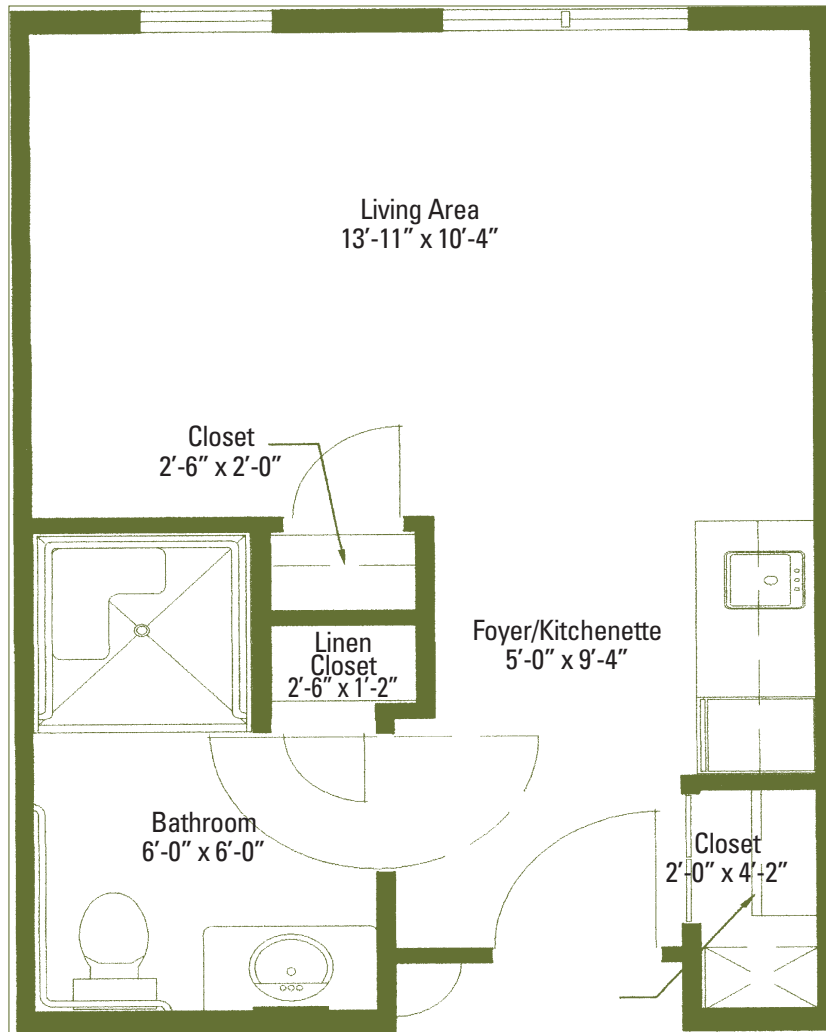 Living Area
13’-11” x 10’-4”
Closet
2’-6” x 2’-0”
Linen
Closet
2’-6” x 1’-2”
Foyer/Kitchenette
5’-0” x 9’-4”
Bathroom
6’-0” x 6’-0”
Closet
2’-0” x 4’-2”